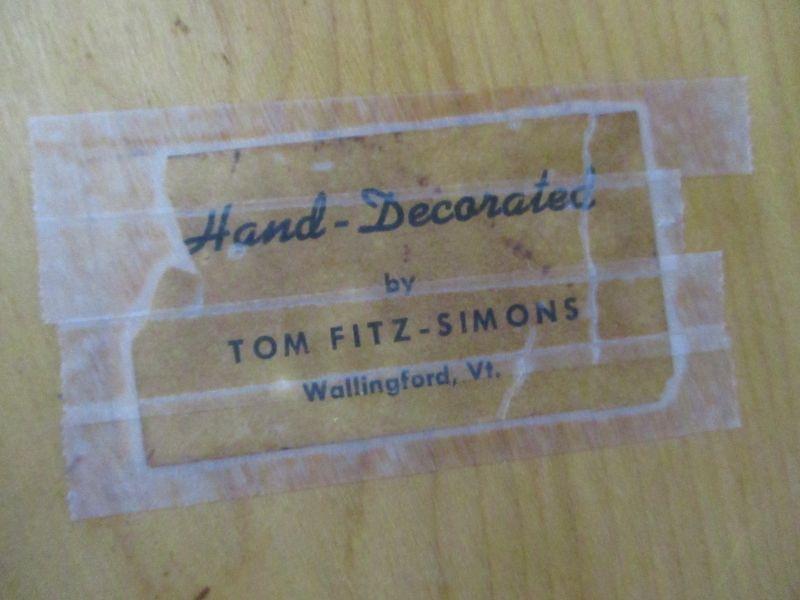 Hand-Decorated
by
TOM FITZ-SIMONS
Wallingford, Vt.